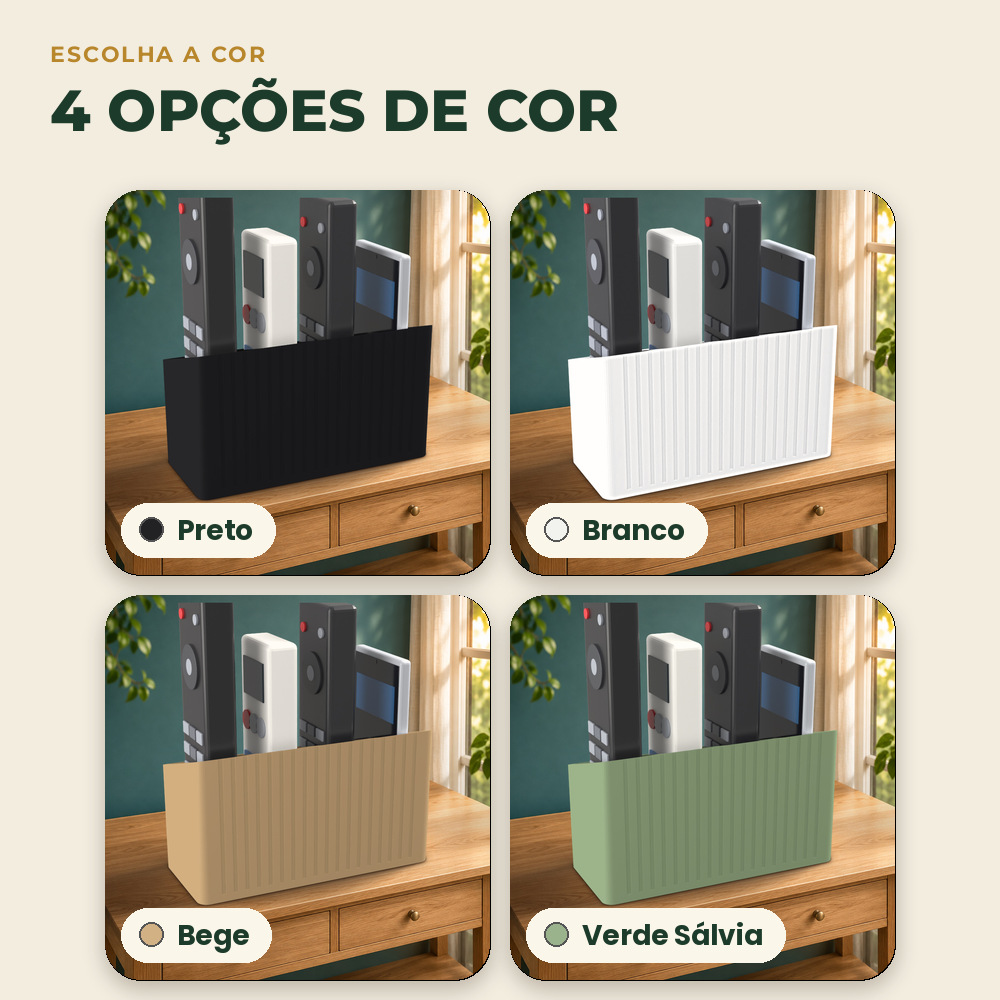 ESCOLHA A COR
4 OPÇÕES DE COR
Preto
Branco
Bege
Verde Sálvia